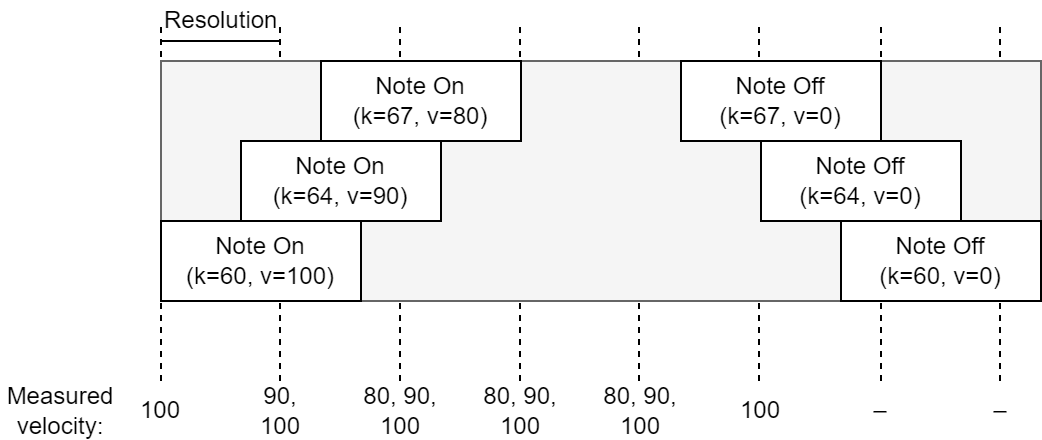 Resolution
Note On
(k=67, v=80)
Note Off
(k=67, v=0)
Note On
(k=64, v=90)
Note Off
(k=64, v=0)
Note On
(k=60, v=100)
Note Off
(k=60, v=0)
Measured
velocity:
100
90,
100
80, 90,
100
80, 90,
100
80, 90,
100
100
–
–